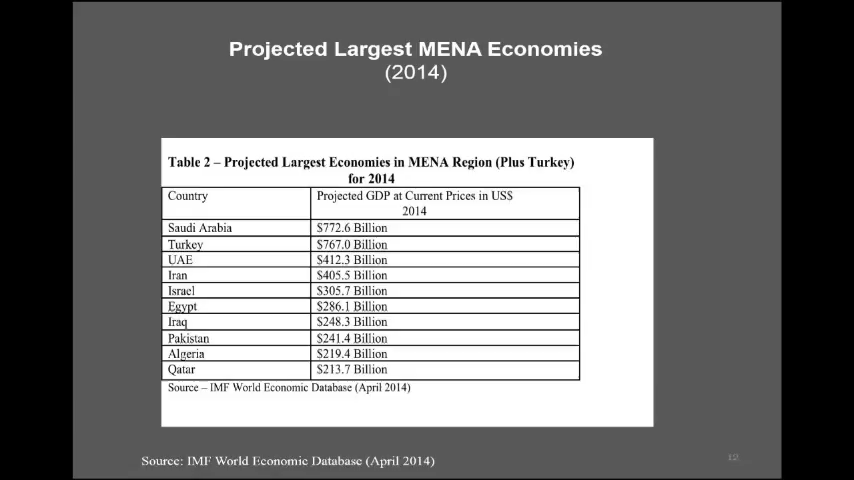 Projected Largest MENA Economies
(2014)
Table 2 – Projected Largest Economies in MENA Region (Plus Turkey)
for 2014
Country Projected GDP at Current Prices in US$
2014
Saudi Arabia $772.6 Billion
Turkey $767.0 Billion
UAE $412.3 Billion
Iran $405.5 Billion
Israel $305.7 Billion
Egypt $286.1 Billion
Iraq $248.3 Billion
Pakistan $241.4 Billion
Algeria $219.4 Billion
Qatar $213.7 Billion
Source – IMF World Economic Database (April 2014)
Source: IMF World Economic Database (April 2014)
12